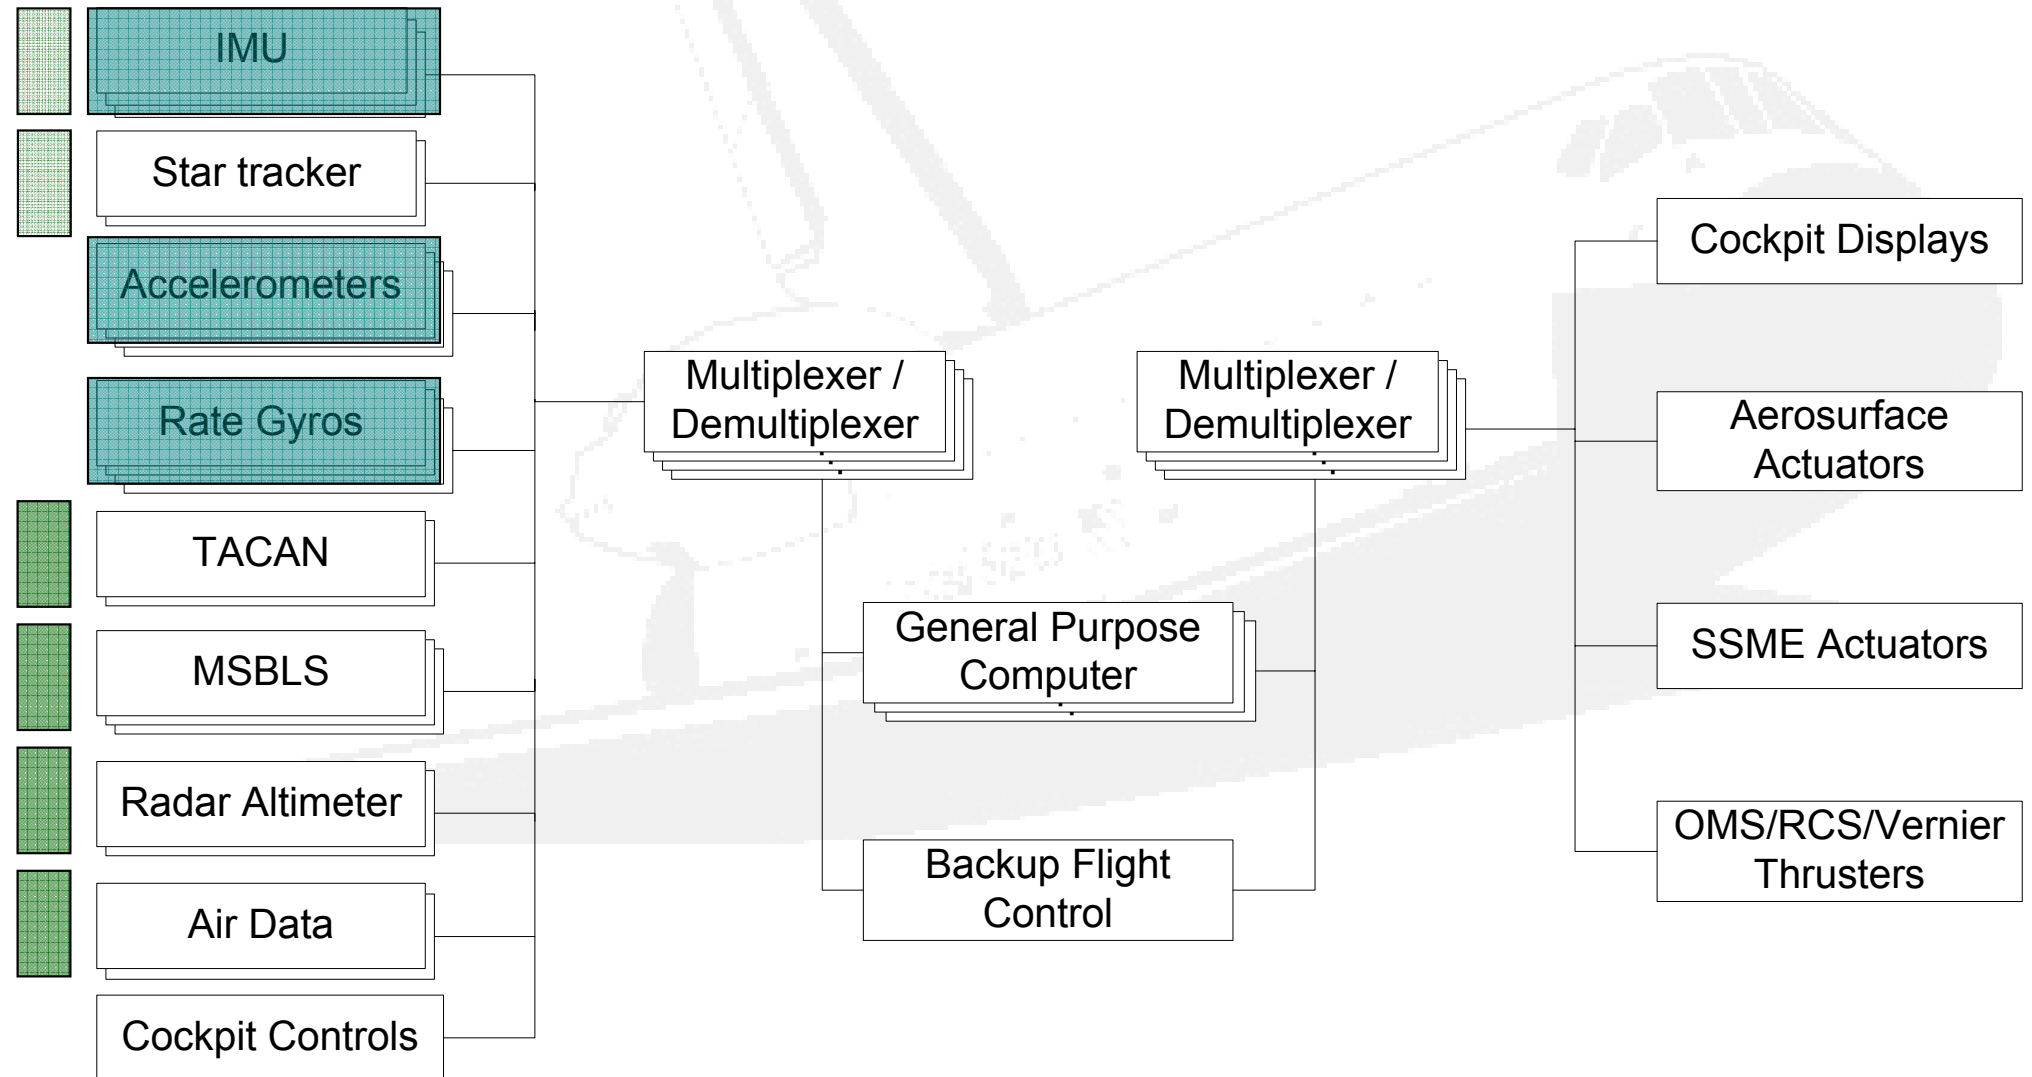 IMU
Star tracker
Accelerometers
Rate Gyros
TACAN
MSBLS
Radar Altimeter
Air Data
Cockpit Controls
Multiplexer /
Demultiplexer
Multiplexer /
Demultiplexer
General Purpose
Computer
Backup Flight
Control
Cockpit Displays
Aerosurface
Actuators
SSME Actuators
OMS/RCS/Vernier
Thrusters